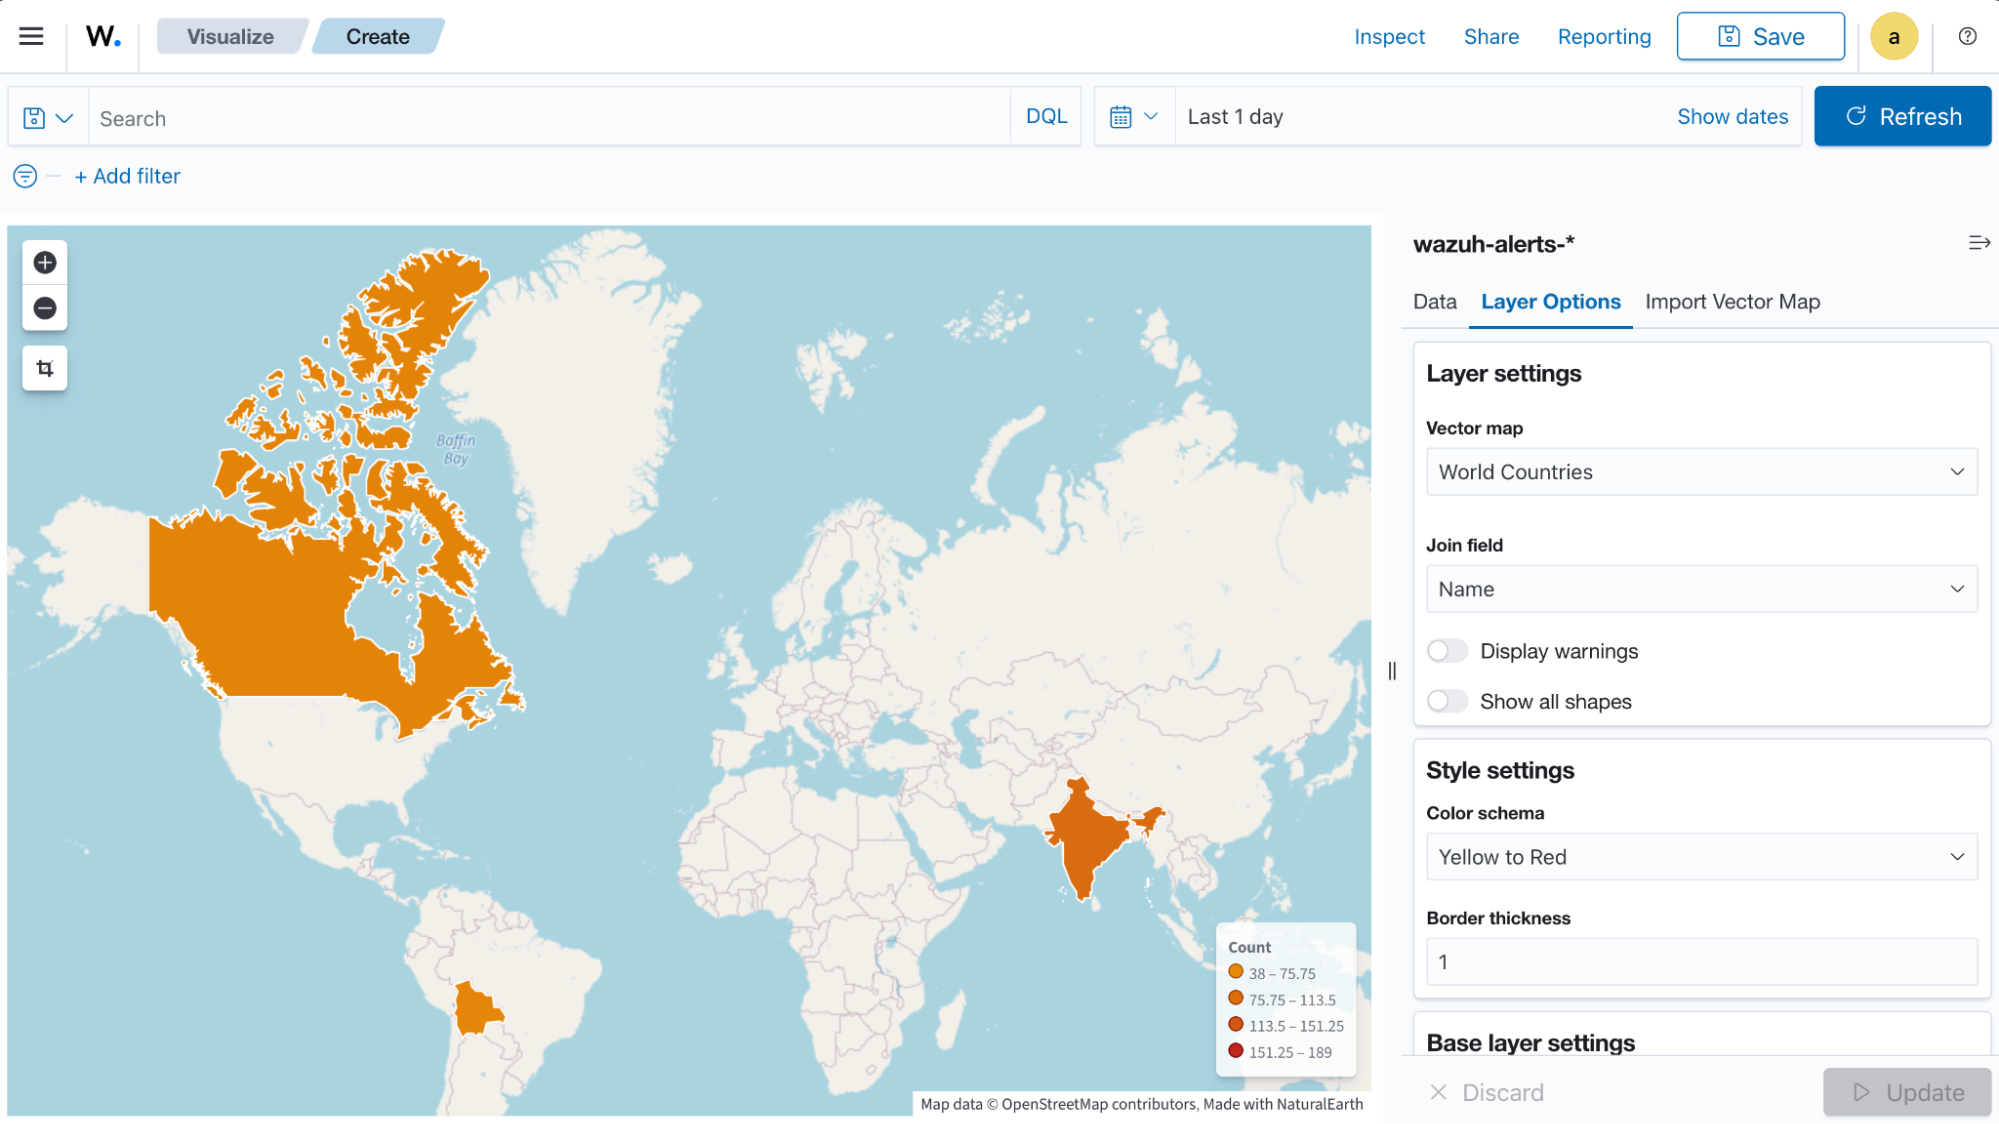 W.
Visualize
Create
Inspect
Share
Reporting
Save
a
Search
DQL
Last 1 day
Show dates
Refresh
+ Add filter
Baffin
Bay
Count
38 – 75.75
75.75 – 113.5
113.5 – 151.25
151.25 – 189
Map data © OpenStreetMap contributors, Made with NaturalEarth
wazuh-alerts-*
Data
Layer Options
Import Vector Map
Layer settings
Vector map
World Countries
Join field
Name
Display warnings
Show all shapes
Style settings
Color schema
Yellow to Red
Border thickness
1
Base layer settings
Discard
Update